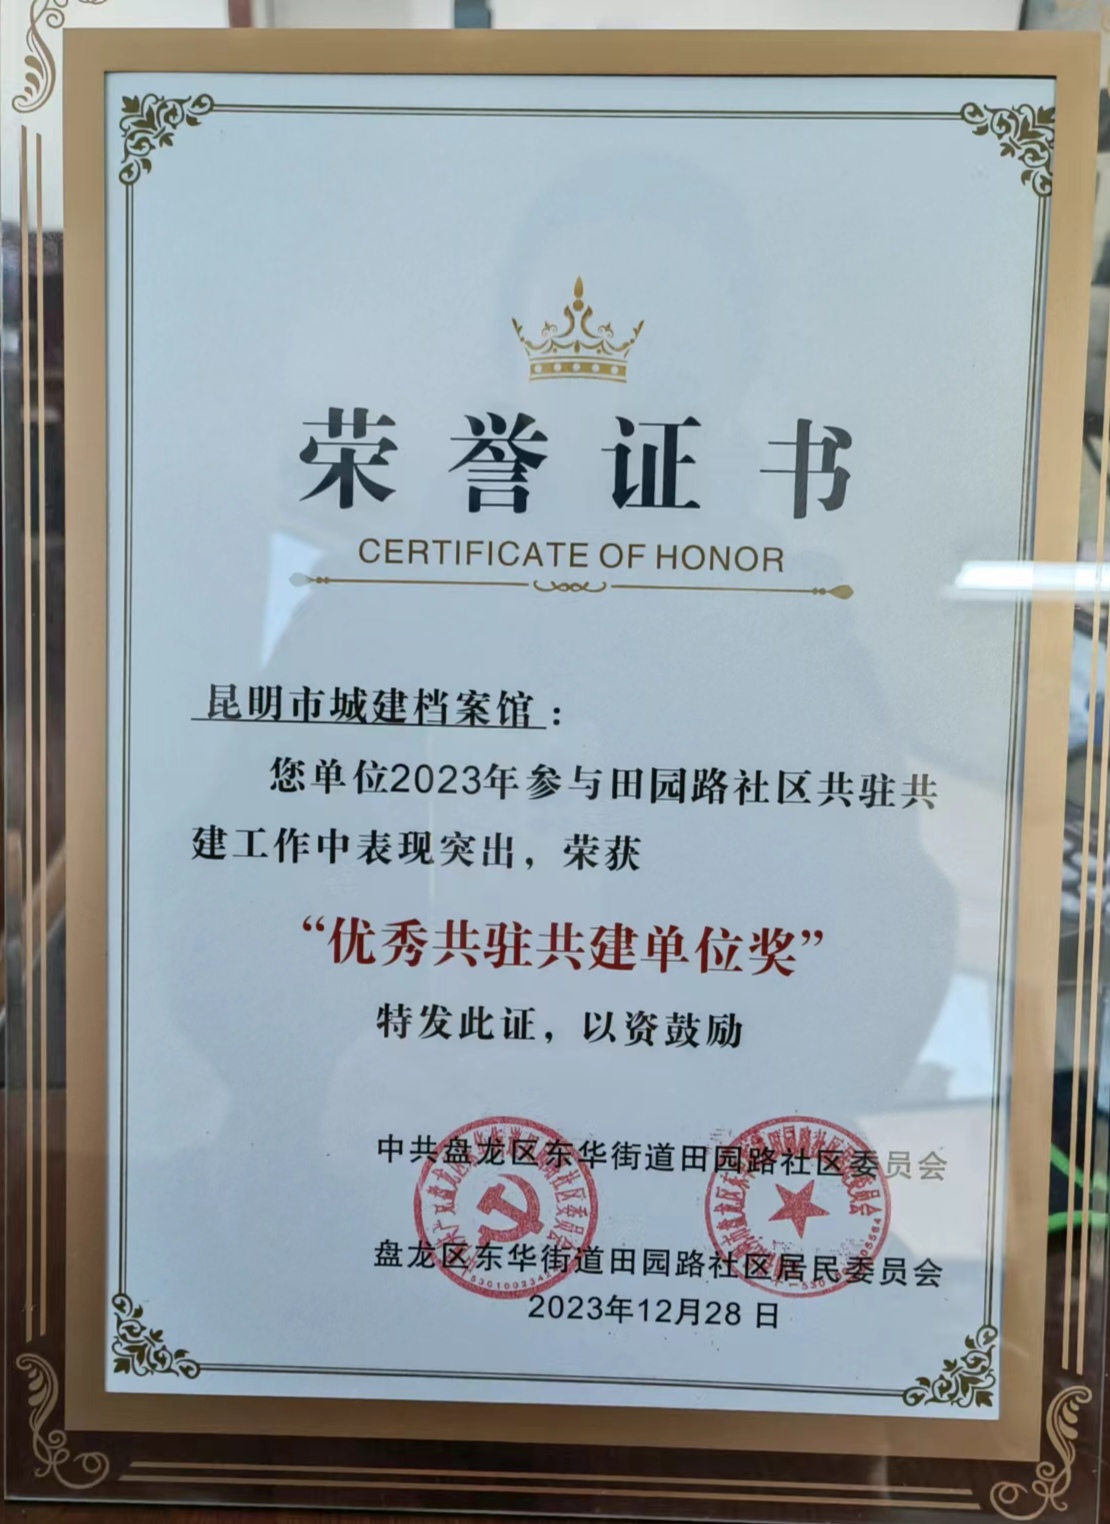 荣誉证书
CERTIFICATE OF HONOR
昆明市城建档案馆：
您单位2023年参与田园路社区共驻共
建工作中表现突出，荣获
“优秀共驻共建单位奖”
特发此证，以资鼓励
中共盘龙区东华街道田园路社区委员会
盘龙区东华街道田园路社区居民委员会
2023年12月28日